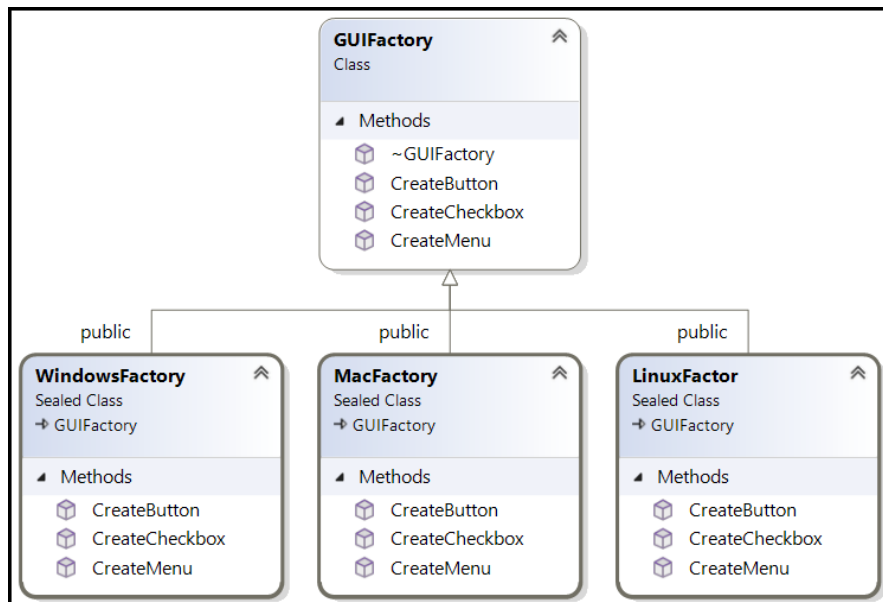 GUIFactory
Class
Methods
~GUIFactory
CreateButton
CreateCheckbox
CreateMenu
public
public
public
WindowsFactory
Sealed Class
GUIFactory
Methods
CreateButton
CreateCheckbox
CreateMenu
MacFactory
Sealed Class
GUIFactory
Methods
CreateButton
CreateCheckbox
CreateMenu
LinuxFactor
Sealed Class
GUIFactory
Methods
CreateButton
CreateCheckbox
CreateMenu